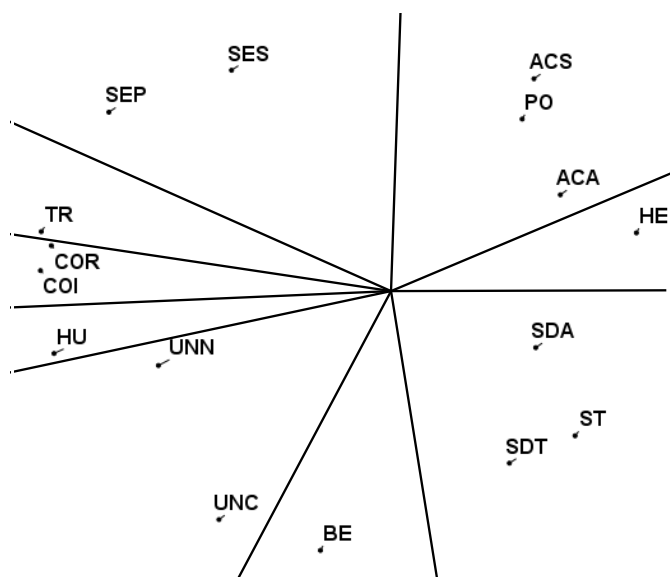 SES
ACS
SEP
PO
ACA
TR
HE
COR
COI
SDA
HU
UNN
ST
SDT
UNC
BE